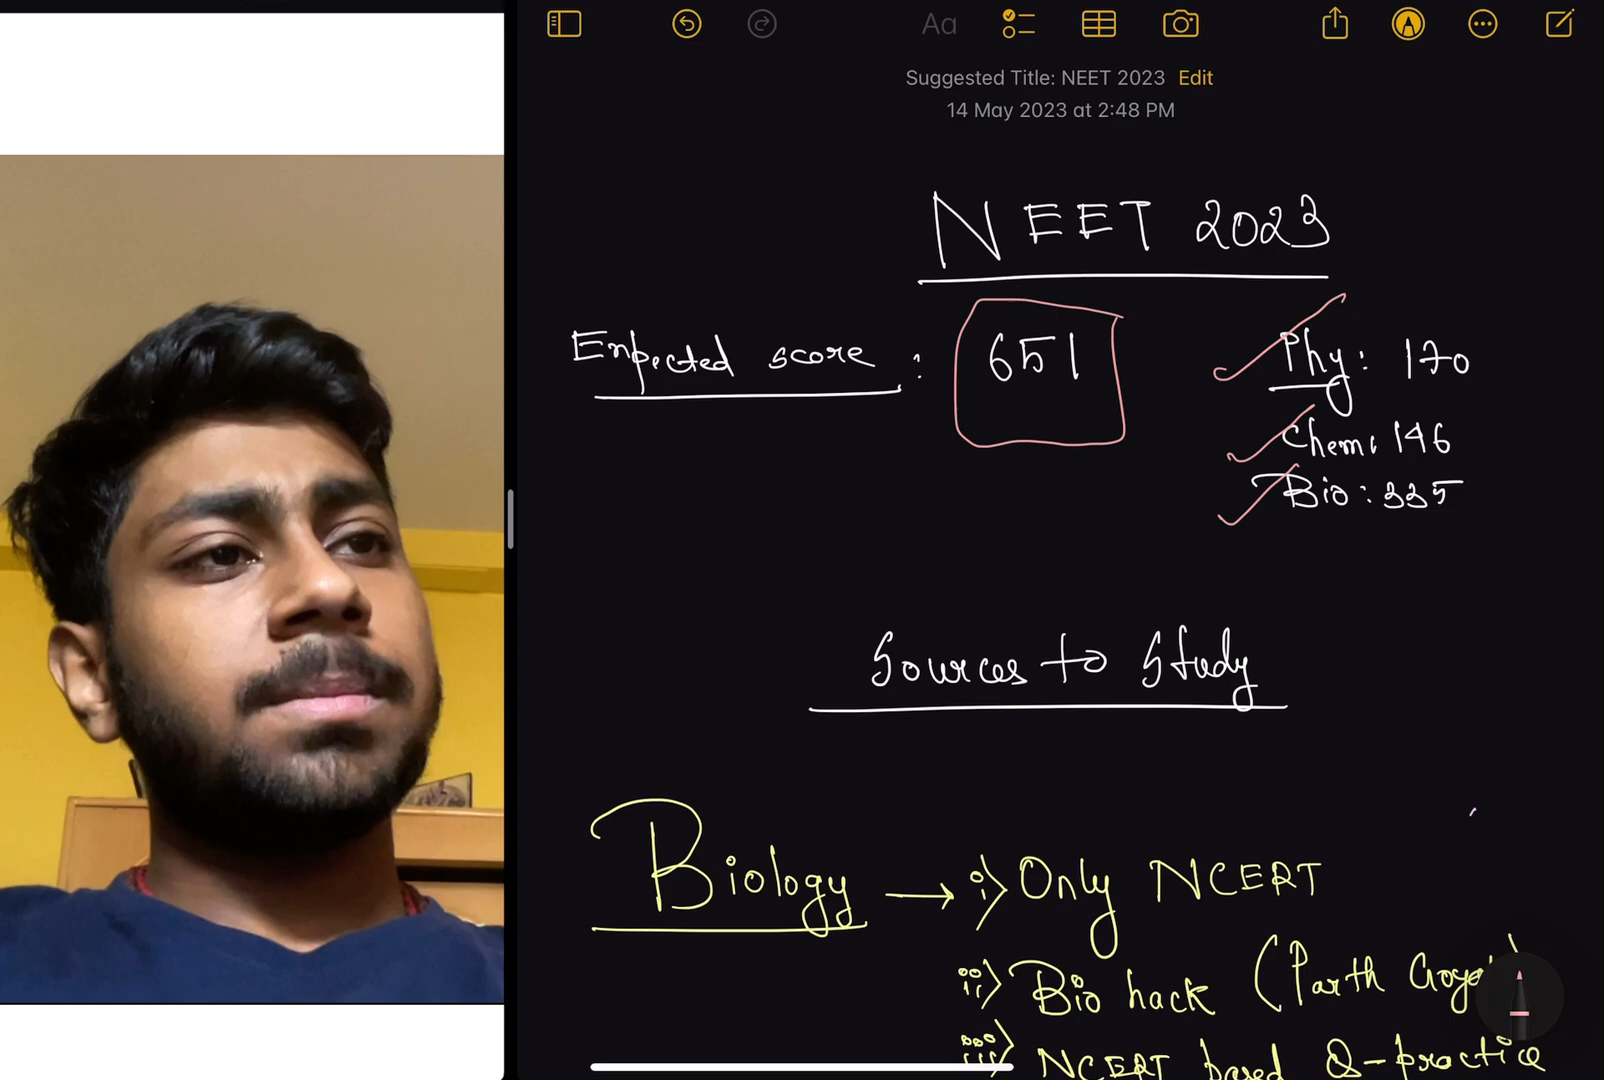 Aa
Suggested Title: NEET 2023 Edit
14 May 2023 at 2:48 PM
NEET 2023
Expected score : 651
Phy: 170
Chem: 146
Bio: 335
Sources to Study
Biology → i) Only NCERT
ii) Bio hack (Parth Goyal)
iii) NCERT based Q-practice